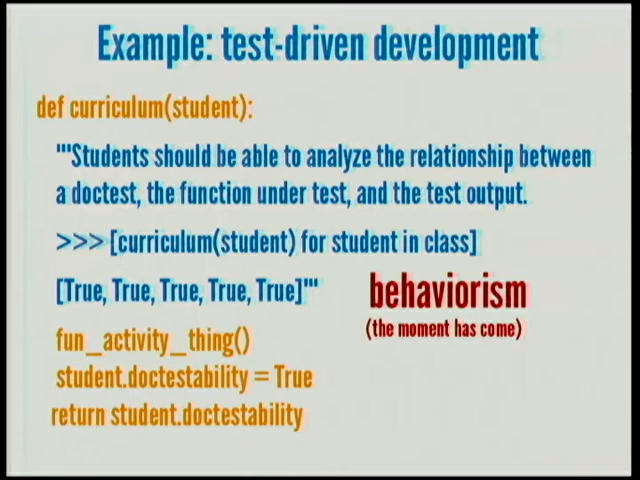 Example: test-driven development
def curriculum(student):
'''Students should be able to analyze the relationship between
a doctest, the function under test, and the test output.
>>> [curriculum(student) for student in class]
[True, True, True, True, True]'''
behaviorism
(the moment has come)
fun_activity_thing()
student.doctestability = True
return student.doctestability